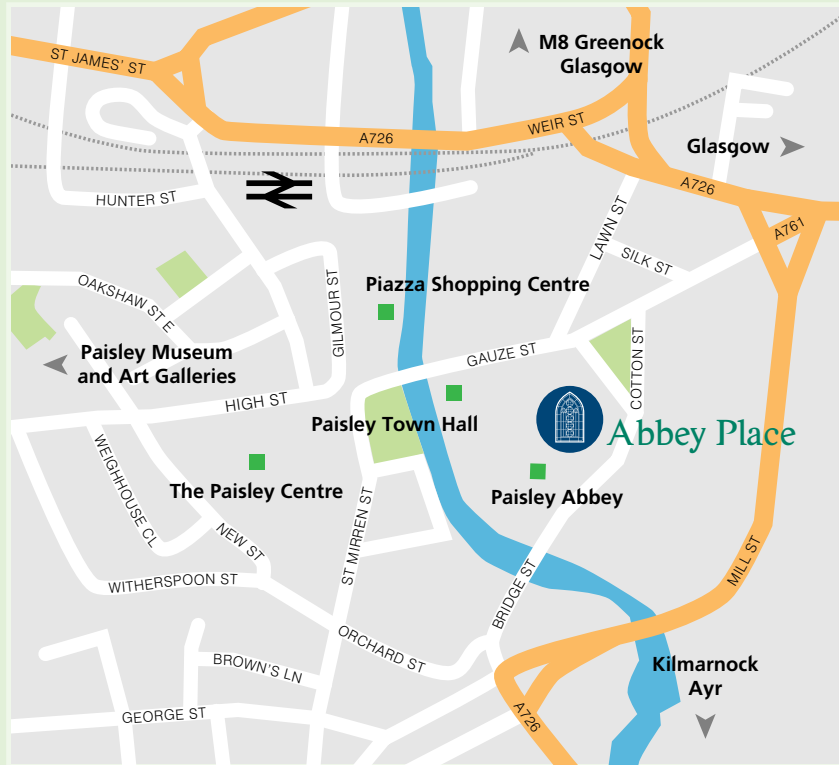 ST JAMES' ST
M8 Greenock
Glasgow
A726
WEIR ST
Glasgow
A726
HUNTER ST
LAWN ST
A761
SILK ST
OAKSHAW ST E
GILMOUR ST
Piazza Shopping Centre
Paisley Museum
and Art Galleries
GAUZE ST
COTTON ST
HIGH ST
Paisley Town Hall
Abbey Place
WEIGHHOUSE CL
The Paisley Centre
Paisley Abbey
NEW ST
ST MIRREN ST
WITHERSPOON ST
BRIDGE ST
MILL ST
ORCHARD ST
BROWN'S LN
Kilmarnock
Ayr
GEORGE ST
A726